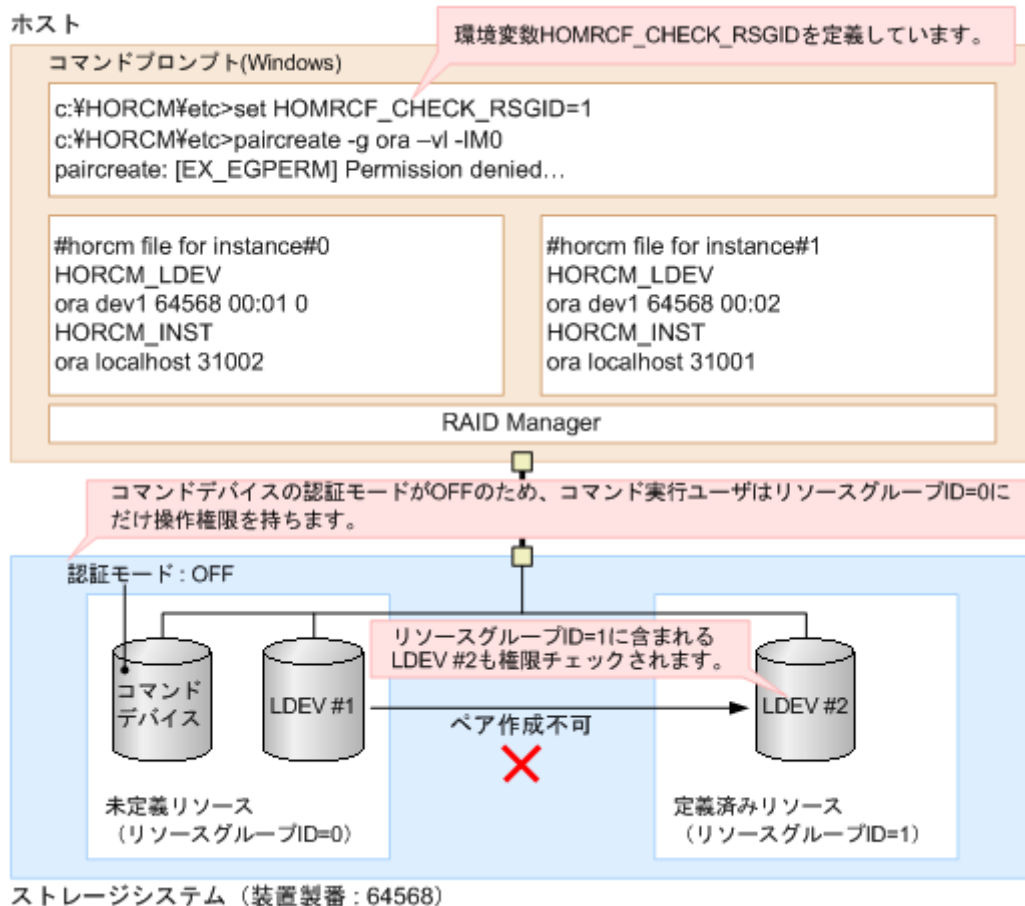 ホスト
環境変数HOMRCF_CHECK_RSGIDを定義しています。
コマンドプロンプト(Windows)
c:¥HORCM¥etc>set HOMRCF_CHECK_RSGID=1
c:¥HORCM¥etc>paircreate -g ora –vl -IM0
paircreate: [EX_EGPERM] Permission denied…
#horcm file for instance#0
HORCM_LDEV
ora dev1 64568 00:01 0
HORCM_INST
ora localhost 31002
#horcm file for instance#1
HORCM_LDEV
ora dev1 64568 00:02
HORCM_INST
ora localhost 31001
RAID Manager
コマンドデバイスの認証モードがOFFのため、コマンド実行ユーザはリソースグループID=0に
だけ操作権限を持ちます。
認証モード : OFF
リソースグループID=1に含まれる
LDEV #2も権限チェックされます。
コマンド
デバイス
LDEV #1
LDEV #2
ペア作成不可
未定義リソース
（リソースグループID=0）
定義済みリソース
（リソースグループID=1）
ストレージシステム（装置製番 : 64568）